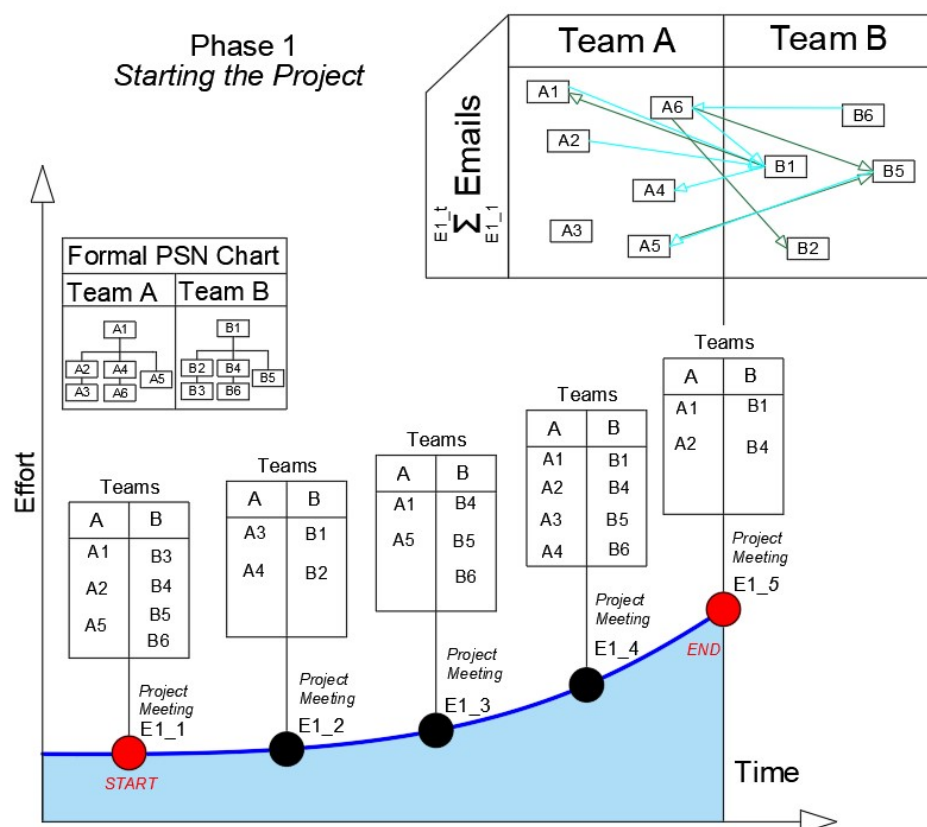 Phase 1
Starting the Project
Team A Team B
E1_t
Σ Emails
E1_1
A1 A6 B6
A2 B1 B5
A4
A3 A5 B2
Formal PSN Chart
Team A Team B
A1 B1
A2 A4 A5 B2 B4 B5
A3 A6 B3 B6
Effort
Teams
A B
A1 B3
A2 B4
A5 B5
B6
Project
Meeting
E1_1
START
Teams
A B
A3 B1
A4 B2
Project
Meeting
E1_2
Teams
A B
A1 B4
A5 B5
B6
Project
Meeting
E1_3
Teams
A B
A1 B1
A2 B4
A3 B5
A4 B6
Project
Meeting
E1_4
Teams
A B
A1 B1
A2 B4
Project
Meeting
E1_5
END
Time